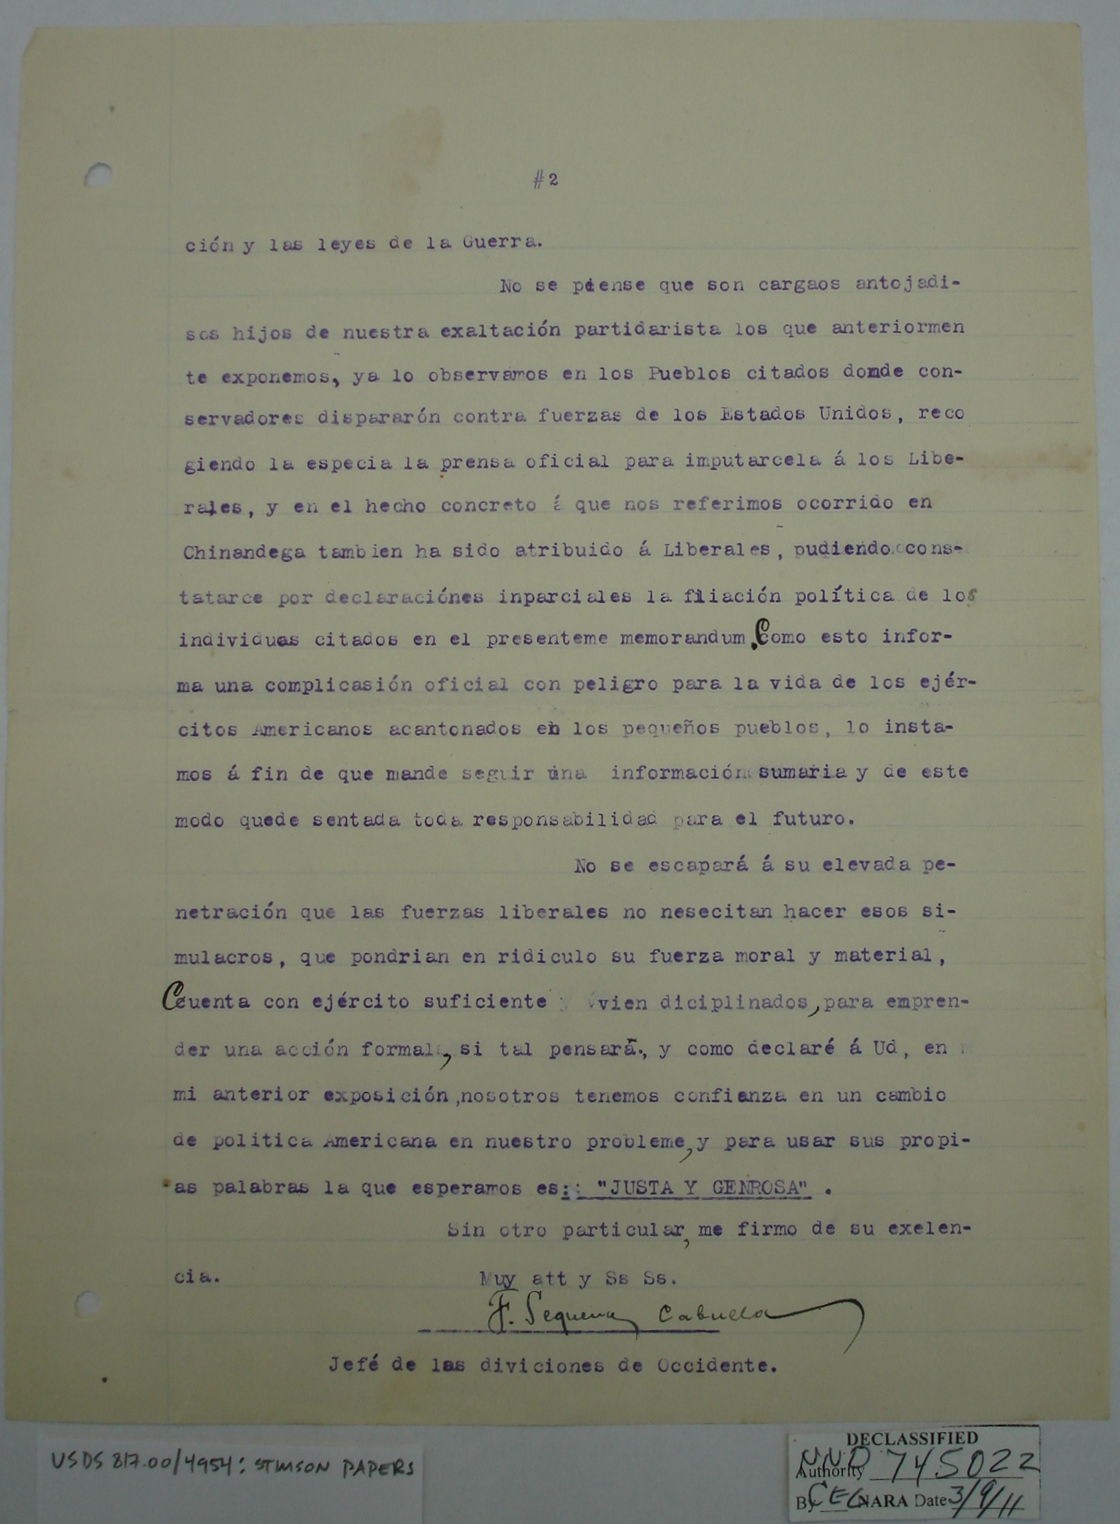 #2
ción y las leyes de la Guerra.
No se piense que son cargaos antojadi-
sos hijos de nuestra exaltación partidarista los que anteriormen
te exponemos, ya lo observamos en los Pueblos citados donde con-
servadores dispararón contra fuerzas de los Estados Unidos, reco
giendo la especia la prensa oficial para imputarcela á los Libe-
rales, y en el hecho concreto á que nos referimos ocorrido en
Chinandega tambien ha sido atribuido á Liberales, pudiendo cons-
tatarce por declaraciónes inparciales la fliación política de los
individuas citados en el presenteme memorandum. Como esto infor-
ma una complicasión oficial con peligro para la vida de los ejér-
citos Americanos acantonados en los pequeños pueblos, lo insta-
mos á fin de que mande seguir una información sumaria y de este
modo quede sentada toda responsabilidad para el futuro.
No se escapará á su elevada pe-
netración que las fuerzas liberales no nesecitan hacer esos si-
mulacros, que pondrian en ridiculo su fuerza moral y material,
Cuenta con ejército suficiente y vien diciplinados, para empren-
der una acción formal, si tal pensará., y como declaré á Ud, en
mi anterior exposición, nosotros tenemos confianza en un cambio
de politica Americana en nuestro probleme, y para usar sus propi-
as palabras la que esperamos es:: "JUSTA Y GENROSA" .
Sin otro particular, me firmo de su exelen-
cia. Muy att y Ss Ss.
F. Sequeira
Jefé de las diviciones de Occidente.
USDS 817.00/4954: STIMSON PAPERS
DECLASSIFIED
Authority NND 745022
By CEC NARA Date 3/9/11